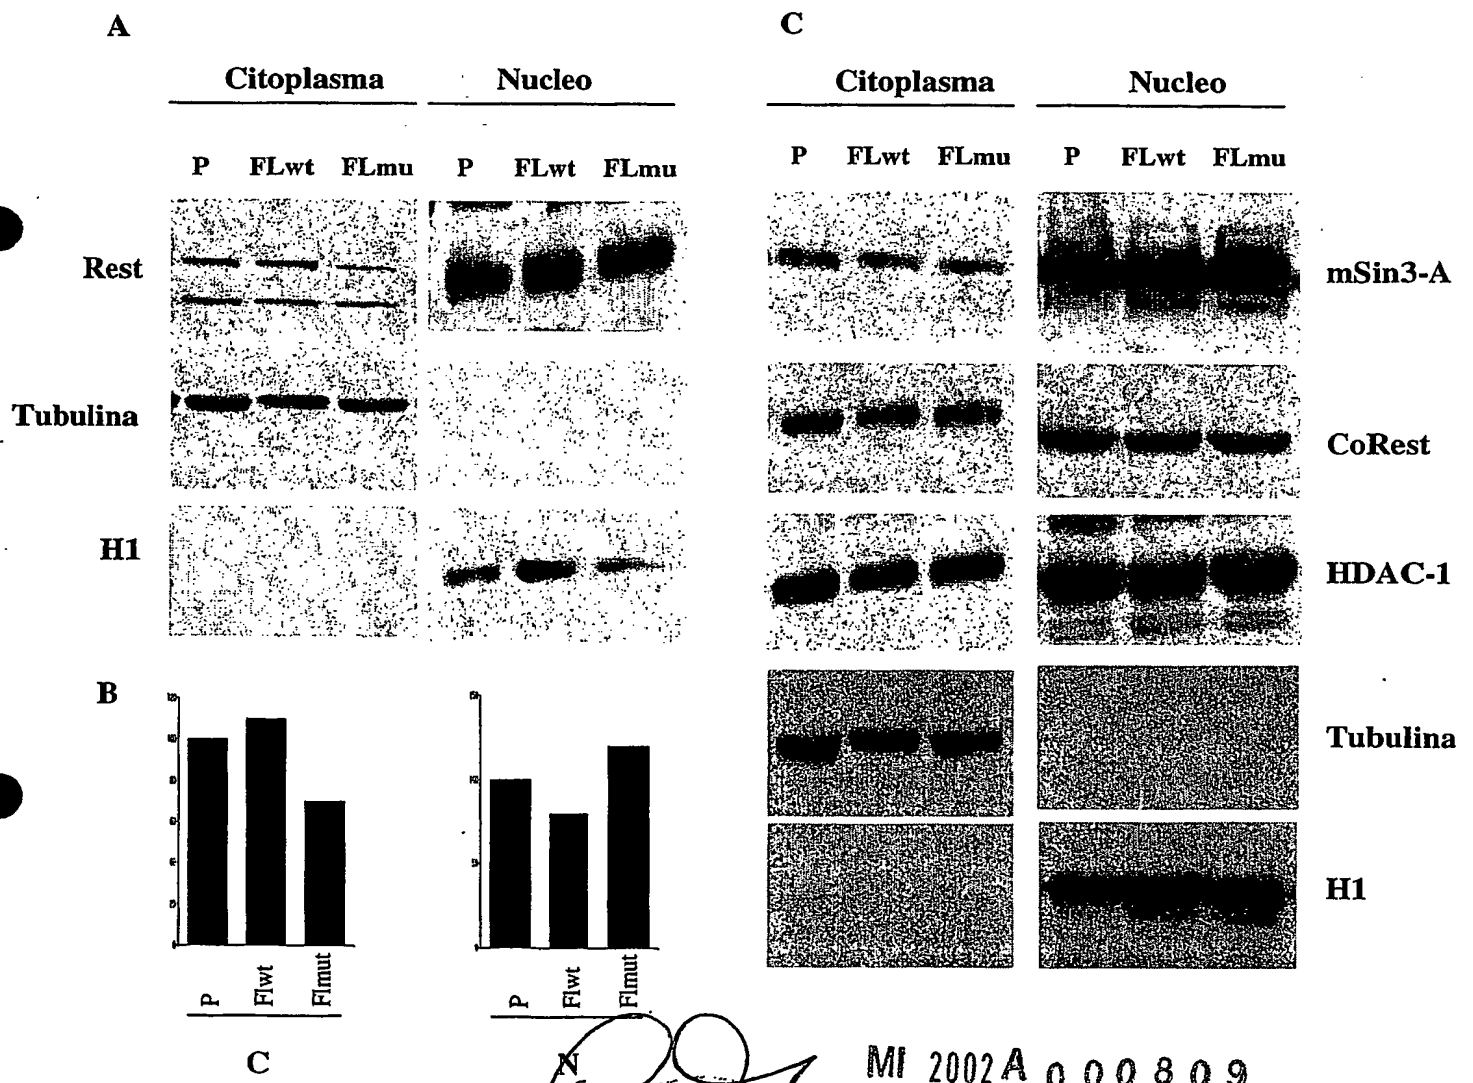 A
Citoplasma Nucleo
P FLwt FLmu P FLwt FLmu
Rest
Tubulina
H1
B
P Flwt Flmut
C
P Flwt Flmut
N
C
Citoplasma Nucleo
P FLwt FLmu P FLwt FLmu
mSin3-A
CoRest
HDAC-1
Tubulina
H1
MI 2002 A 000809